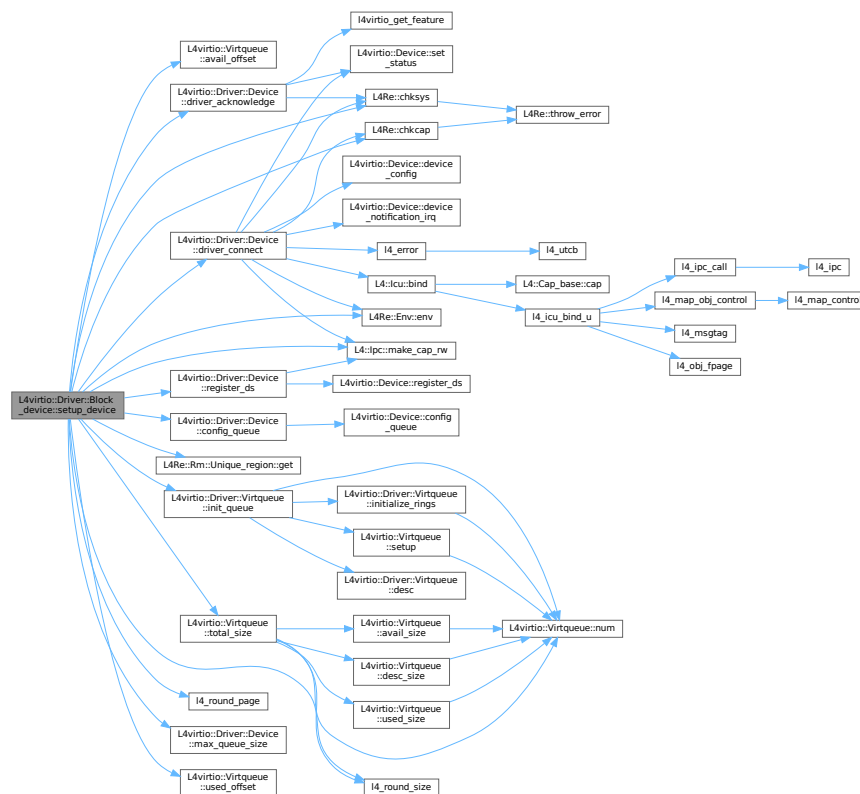 l4virtio_get_feature
L4virtio::Virtqueue
::avail_offset
L4virtio::Device::set
_status
L4virtio::Driver::Device
::driver_acknowledge
L4Re::chksys
L4Re::throw_error
L4Re::chkcap
L4virtio::Device::device
_config
L4virtio::Device::device
_notification_irq
L4virtio::Driver::Device
::driver_connect
l4_error
l4_utcb
l4_ipc_call
l4_ipc
L4::Icu::bind
L4::Cap_base::cap
l4_map_obj_control
l4_map_control
L4Re::Env::env
l4_icu_bind_u
l4_msgtag
L4::Ipc::make_cap_rw
l4_obj_fpage
L4virtio::Driver::Device
::register_ds
L4virtio::Device::register_ds
L4virtio::Driver::Block
_device::setup_device
L4virtio::Driver::Device
::config_queue
L4virtio::Device::config
_queue
L4Re::Rm::Unique_region::get
L4virtio::Driver::Virtqueue
::init_queue
L4virtio::Driver::Virtqueue
::initialize_rings
L4virtio::Virtqueue
::setup
L4virtio::Driver::Virtqueue
::desc
L4virtio::Virtqueue
::total_size
L4virtio::Virtqueue
::avail_size
L4virtio::Virtqueue::num
L4virtio::Virtqueue
::desc_size
L4virtio::Virtqueue
::used_size
l4_round_page
L4virtio::Driver::Device
::max_queue_size
L4virtio::Virtqueue
::used_offset
l4_round_size